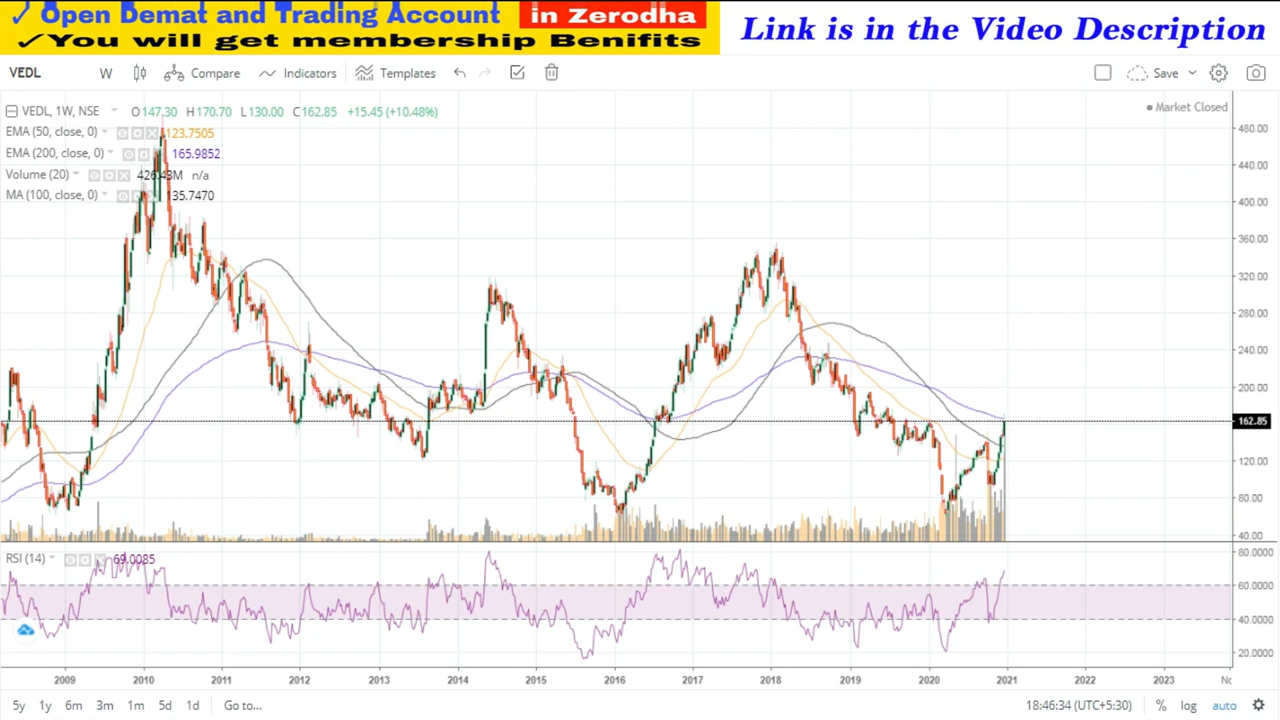 ✓ Open Demat and Trading Account in Zerodha
✓You will get membership Benifits
Link is in the Video Description
VEDL W Compare Indicators Templates Save
VEDL, 1W, NSE O147.30 H170.70 L130.00 C162.85 +15.45 (+10.48%)
Market Closed
EMA (50, close, 0) 123.7505
EMA (200, close, 0) 165.9852
Volume (20) 426.43M n/a
MA (100, close, 0) 135.7470
480.00
440.00
400.00
360.00
320.00
280.00
240.00
200.00
162.85
120.00
80.00
40.00
RSI (14) 69.0085
80.0000
60.0000
40.0000
20.0000
2009 2010 2011 2012 2013 2014 2015 2016 2017 2018 2019 2020 2021 2022 2023
5y 1y 6m 3m 1m 5d 1d Go to... 18:46:34 (UTC+5:30) % log auto